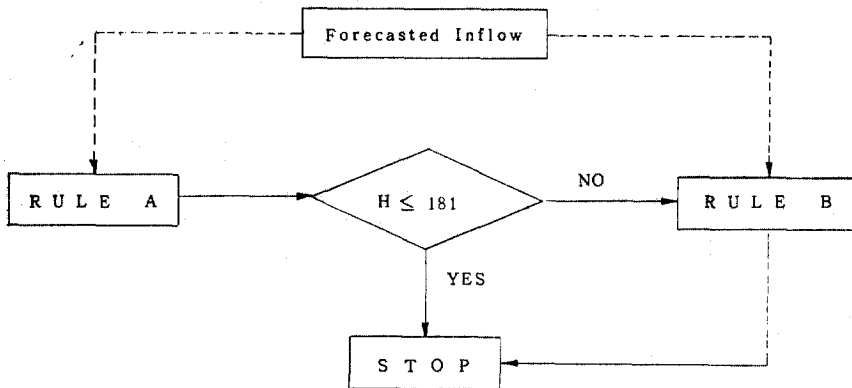 Forecasted Inflow
RULE A
H ≤ 181
NO
RULE B
YES
STOP